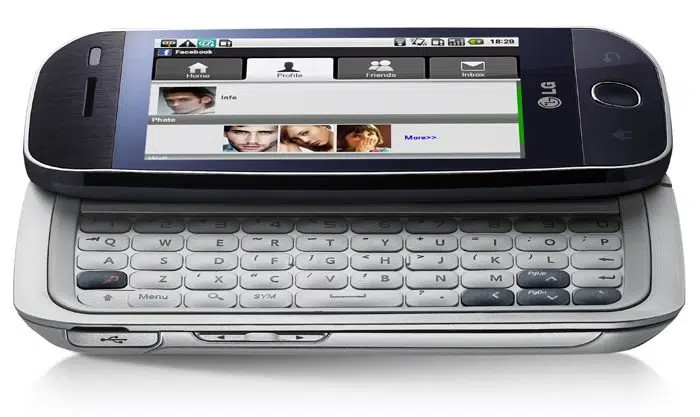 18:29
Facebook
Home Profile Friends Inbox
Info
Photo
More>>
LG
Q W E R T Y U I O P
A S D F G H J K L
Z X C V B N M PgUp
Menu SYM PgDn